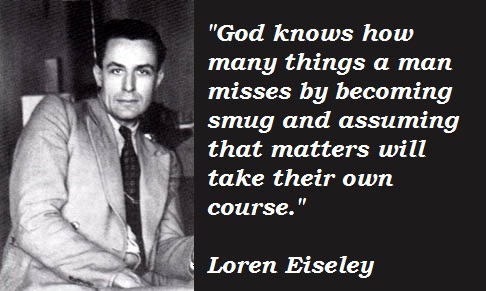 "God knows how
many things a man
misses by becoming
smug and assuming
that matters will
take their own
course."
Loren Eiseley